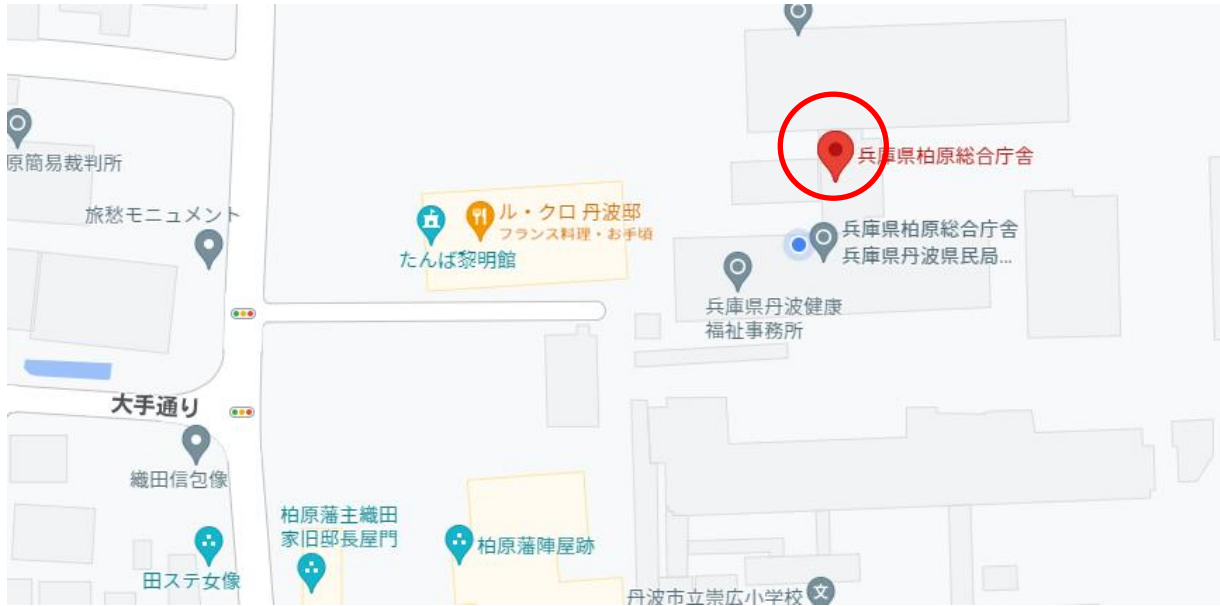 兵庫県柏原総合庁舎
原簡易裁判所
旅愁モニュメント
ル・クロ 丹波邸
フランス料理・お手頃
たんば黎明館
兵庫県柏原総合庁舎
兵庫県丹波県民局...
兵庫県丹波健康
福祉事務所
大手通り
織田信包像
柏原藩主織田
家旧邸長屋門
柏原藩陣屋跡
田ステ女像
丹波市立崇広小学校
文